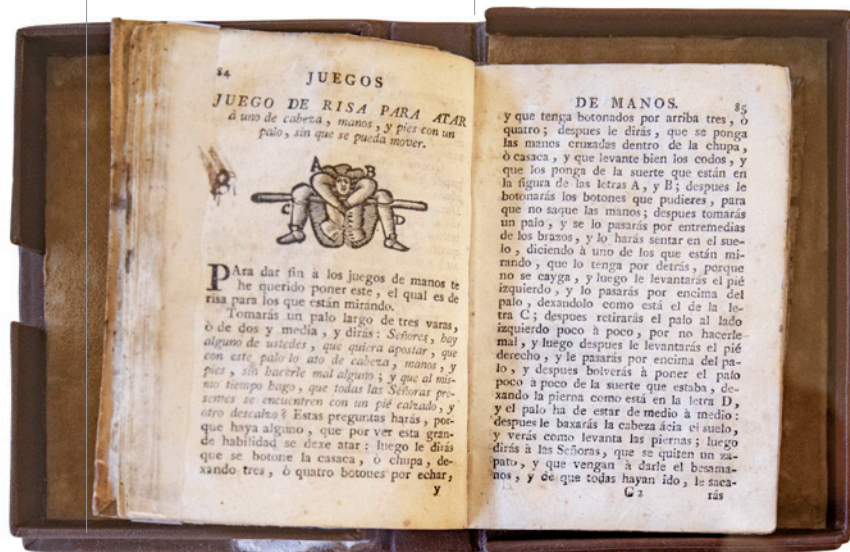 84
JUEGOS
JUEGO DE RISA PARA ATAR
à uno de cabeza, manos, y pies con un
palo, sin que se pueda mover.
A B
C D
PAra dar fin à los juegos de manos te
he querido poner este, el qual es de
risa para los que están mirando.
Tomarás un palo largo de tres varas,
ò de dos y media, y dirás: Señores, hay
alguno de ustedes, que quiera apostar, que
con este palo lo ato de cabeza, manos, y
pies, sin hacerle mal alguno; y que al mis-
mo tiempo hago, que todas las Señoras pre-
sentes se encuentren con un pié calzado, y
otro descalzo? Estas preguntas harás, por-
que haya alguno, que por ver esta gran-
de habilidad se dexe atar: luego le dirás
que se botone la casaca, ò chupa, de-
xando tres, ò quatro botones por echar,
y
DE MANOS.
85
y que tenga botonados por arriba tres, ò
quatro; despues le dirás, que se ponga
las manos cruzadas dentro de la chupa,
ò casaca, y que levante bien los codos, y
que los ponga de la suerte que están en
la figura de las letras A, y B; despues le
botonarás los botones que pudieres, para
que no saque las manos; despues tomarás
un palo, y se lo pasarás por entremedias
de los brazos, y lo harás sentar en el sue-
lo, diciendo à uno de los que están mi-
rando, que lo tenga por detrás, porque
no se cayga, y luego le levantarás el pié
izquierdo, y lo pasarás por encima del
palo, dexandolo como está el de la le-
tra C; despues retirarás el palo al lado
izquierdo poco à poco, por no hacerle
mal, y luego despues le levantarás el pié
derecho, y le pasarás por encima del pa-
lo, y despues bolverás à poner el palo
poco à poco de la suerte que estaba, de-
xando la pierna como está en la letra D,
y el palo ha de estar de medio à medio:
despues le baxarás la cabeza ácia el suelo,
y verás como levanta las piernas; luego
dirás à las Señoras, que se quiten un za-
pato, y que vengan à darle el besama-
nos, y de que todas hayan ido, le saca-
G 2
rás